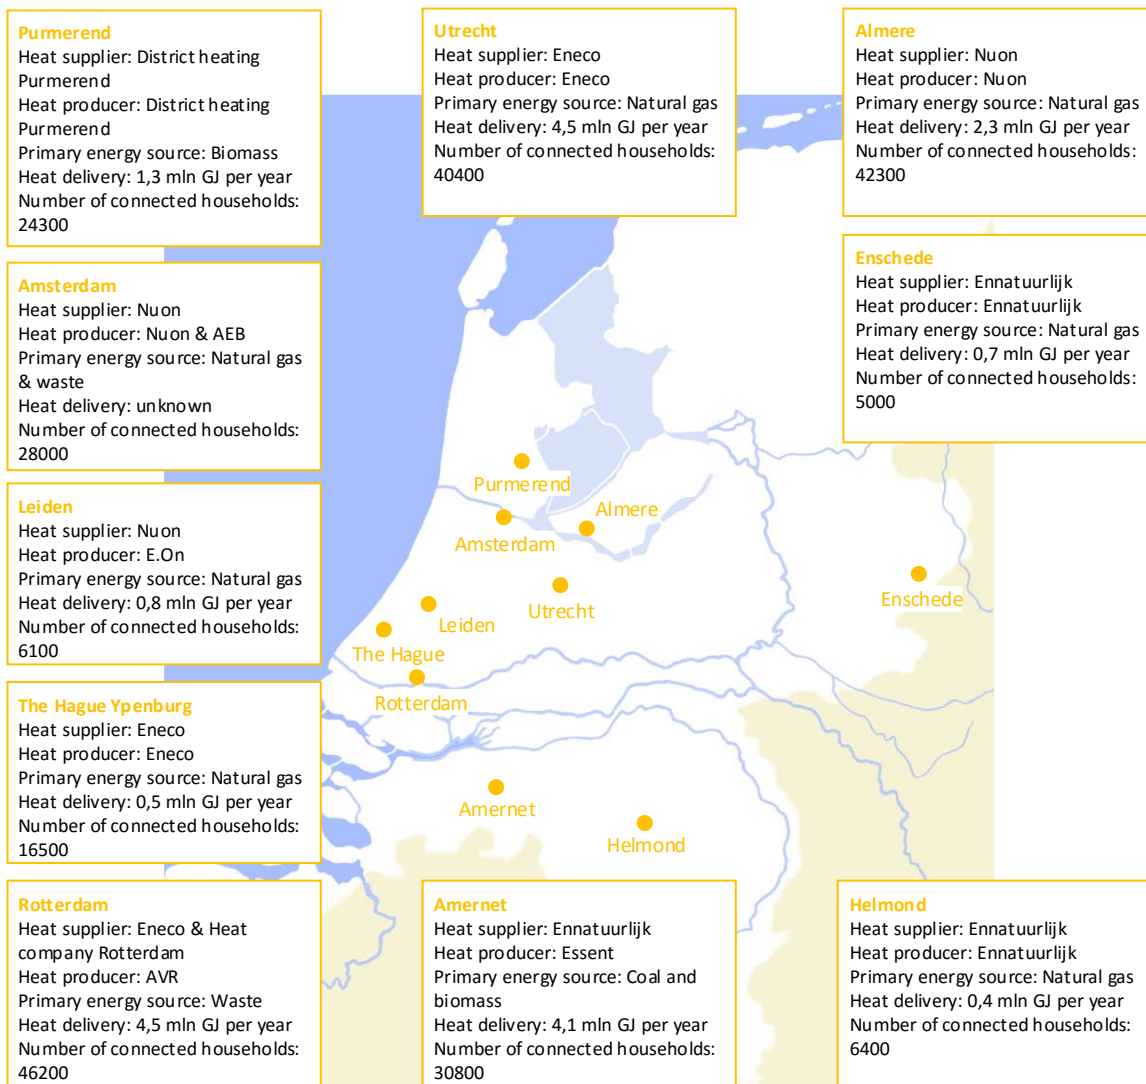 Purmerend
Heat supplier: District heating
Purmerend
Heat producer: District heating
Purmerend
Primary energy source: Biomass
Heat delivery: 1,3 mln GJ per year
Number of connected households:
24300
Utrecht
Heat supplier: Eneco
Heat producer: Eneco
Primary energy source: Natural gas
Heat delivery: 4,5 mln GJ per year
Number of connected households:
40400
Almere
Heat supplier: Nuon
Heat producer: Nuon
Primary energy source: Natural gas
Heat delivery: 2,3 mln GJ per year
Number of connected households:
42300
Amsterdam
Heat supplier: Nuon
Heat producer: Nuon & AEB
Primary energy source: Natural gas
& waste
Heat delivery: unknown
Number of connected households:
28000
Enschede
Heat supplier: Ennatuurlijk
Heat producer: Ennatuurlijk
Primary energy source: Natural gas
Heat delivery: 0,7 mln GJ per year
Number of connected households:
5000
Leiden
Heat supplier: Nuon
Heat producer: E.On
Primary energy source: Natural gas
Heat delivery: 0,8 mln GJ per year
Number of connected households:
6100
Purmerend
Almere
Amsterdam
Enschede
Utrecht
Leiden
The Hague
Rotterdam
Amernet
Helmond
The Hague Ypenburg
Heat supplier: Eneco
Heat producer: Eneco
Primary energy source: Natural gas
Heat delivery: 0,5 mln GJ per year
Number of connected households:
16500
Rotterdam
Heat supplier: Eneco & Heat
company Rotterdam
Heat producer: AVR
Primary energy source: Waste
Heat delivery: 4,5 mln GJ per year
Number of connected households:
46200
Amernet
Heat supplier: Ennatuurlijk
Heat producer: Essent
Primary energy source: Coal and
biomass
Heat delivery: 4,1 mln GJ per year
Number of connected households:
30800
Helmond
Heat supplier: Ennatuurlijk
Heat producer: Ennatuurlijk
Primary energy source: Natural gas
Heat delivery: 0,4 mln GJ per year
Number of connected households:
6400